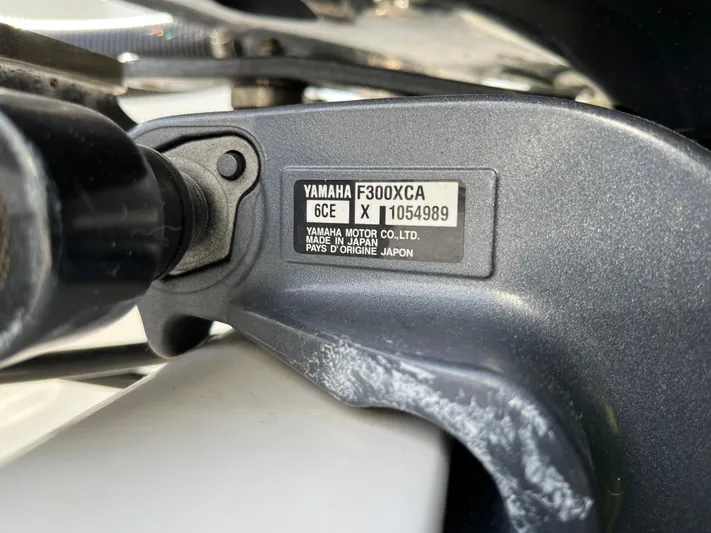 YAMAHA F300XCA
6CE X 1054989
YAMAHA MOTOR CO.,LTD.
MADE IN JAPAN
PAYS D'ORIGINE JAPON